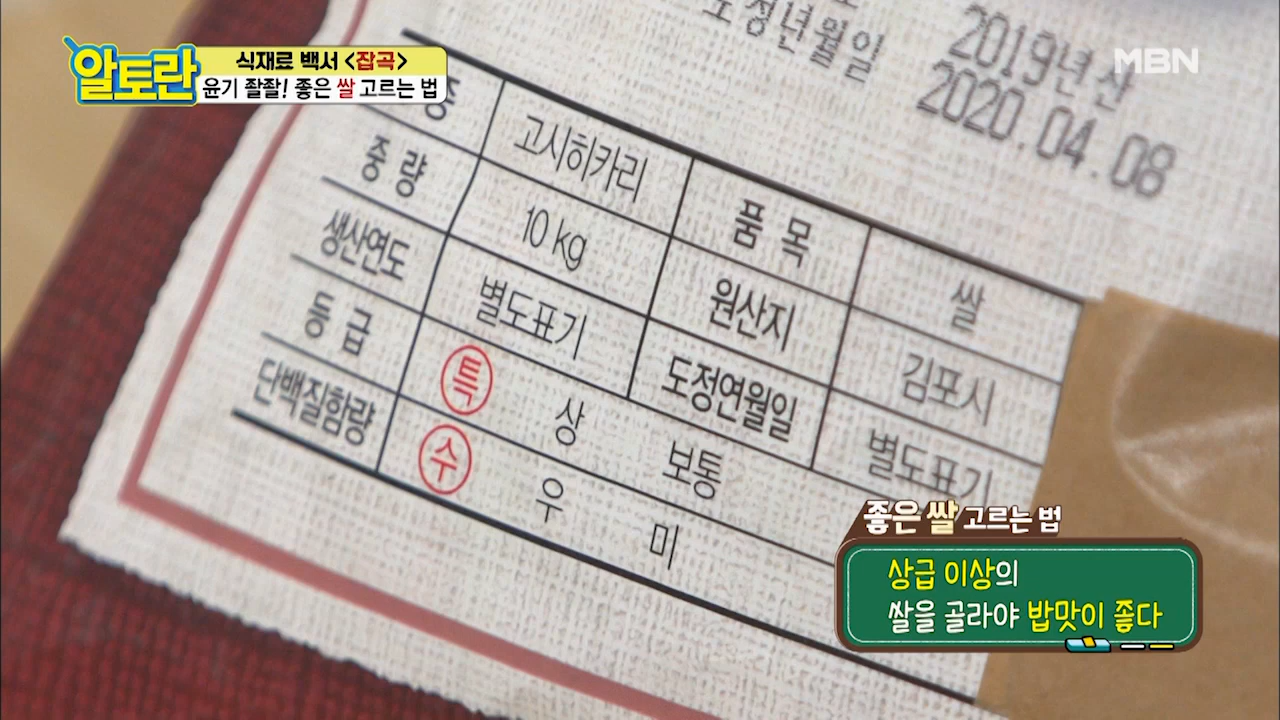 알토란
식재료 백서 <잡곡>
윤기 좔좔! 좋은 쌀 고르는 법
MBN
2019년산
도정년월일 2020.04.08
종 고시히카리 품 목 쌀
중 량 10 kg 원산지 김포시
생산연도 별도표기 도정연월일 별도표기
등 급 특 상 보통
단백질함량 수 우 미
좋은 쌀 고르는 법
상급 이상의
쌀을 골라야 밥맛이 좋다